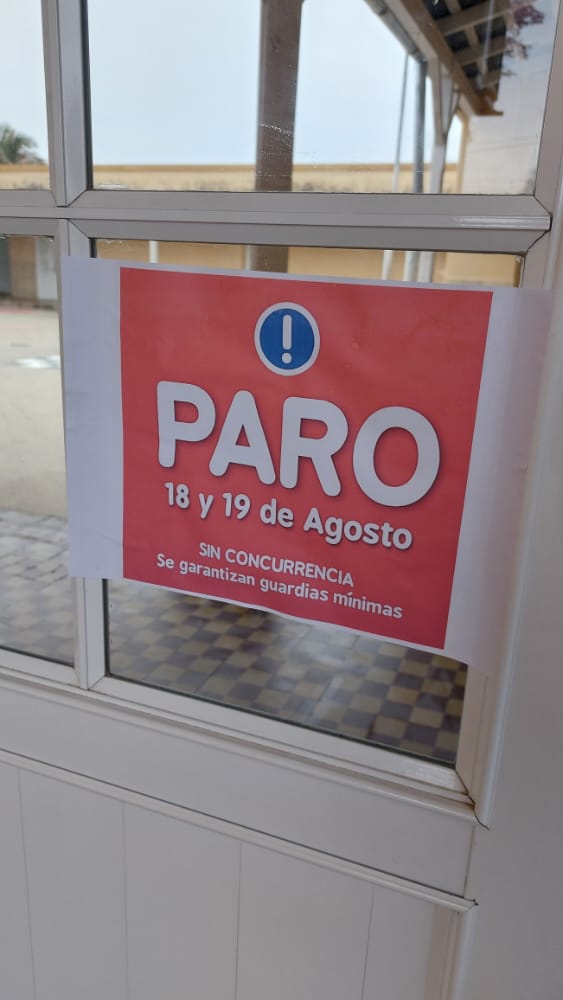 !
PARO
18 y 19 de Agosto
SIN CONCURRENCIA
Se garantizan guardias mínimas